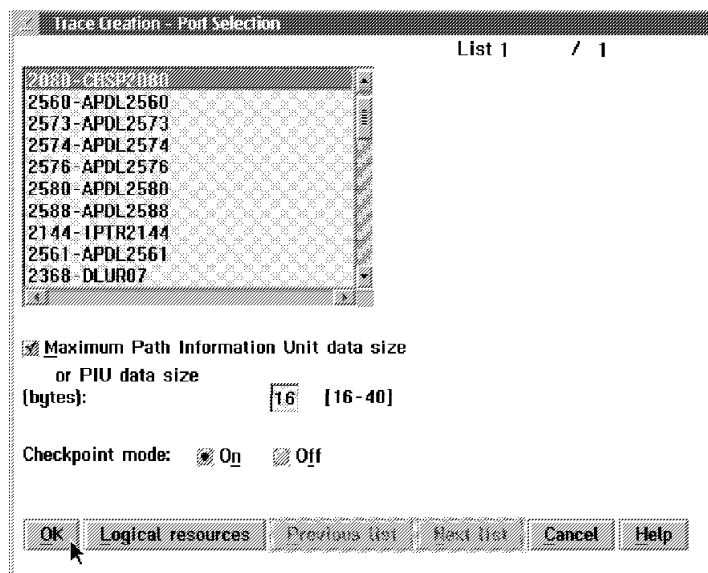 Trace Creation - Port Selection
List 1 / 1
2080-CBSP2080
2560-APDL2560
2573-APDL2573
2574-APDL2574
2576-APDL2576
2580-APDL2580
2588-APDL2588
2144-TPTR2144
2561-APDL2561
2368-DLUR07
Maximum Path Information Unit data size
or PIU data size
(bytes): 16 [16-40]
Checkpoint mode: On Off
OK Logical resources Previous list Next list Cancel Help